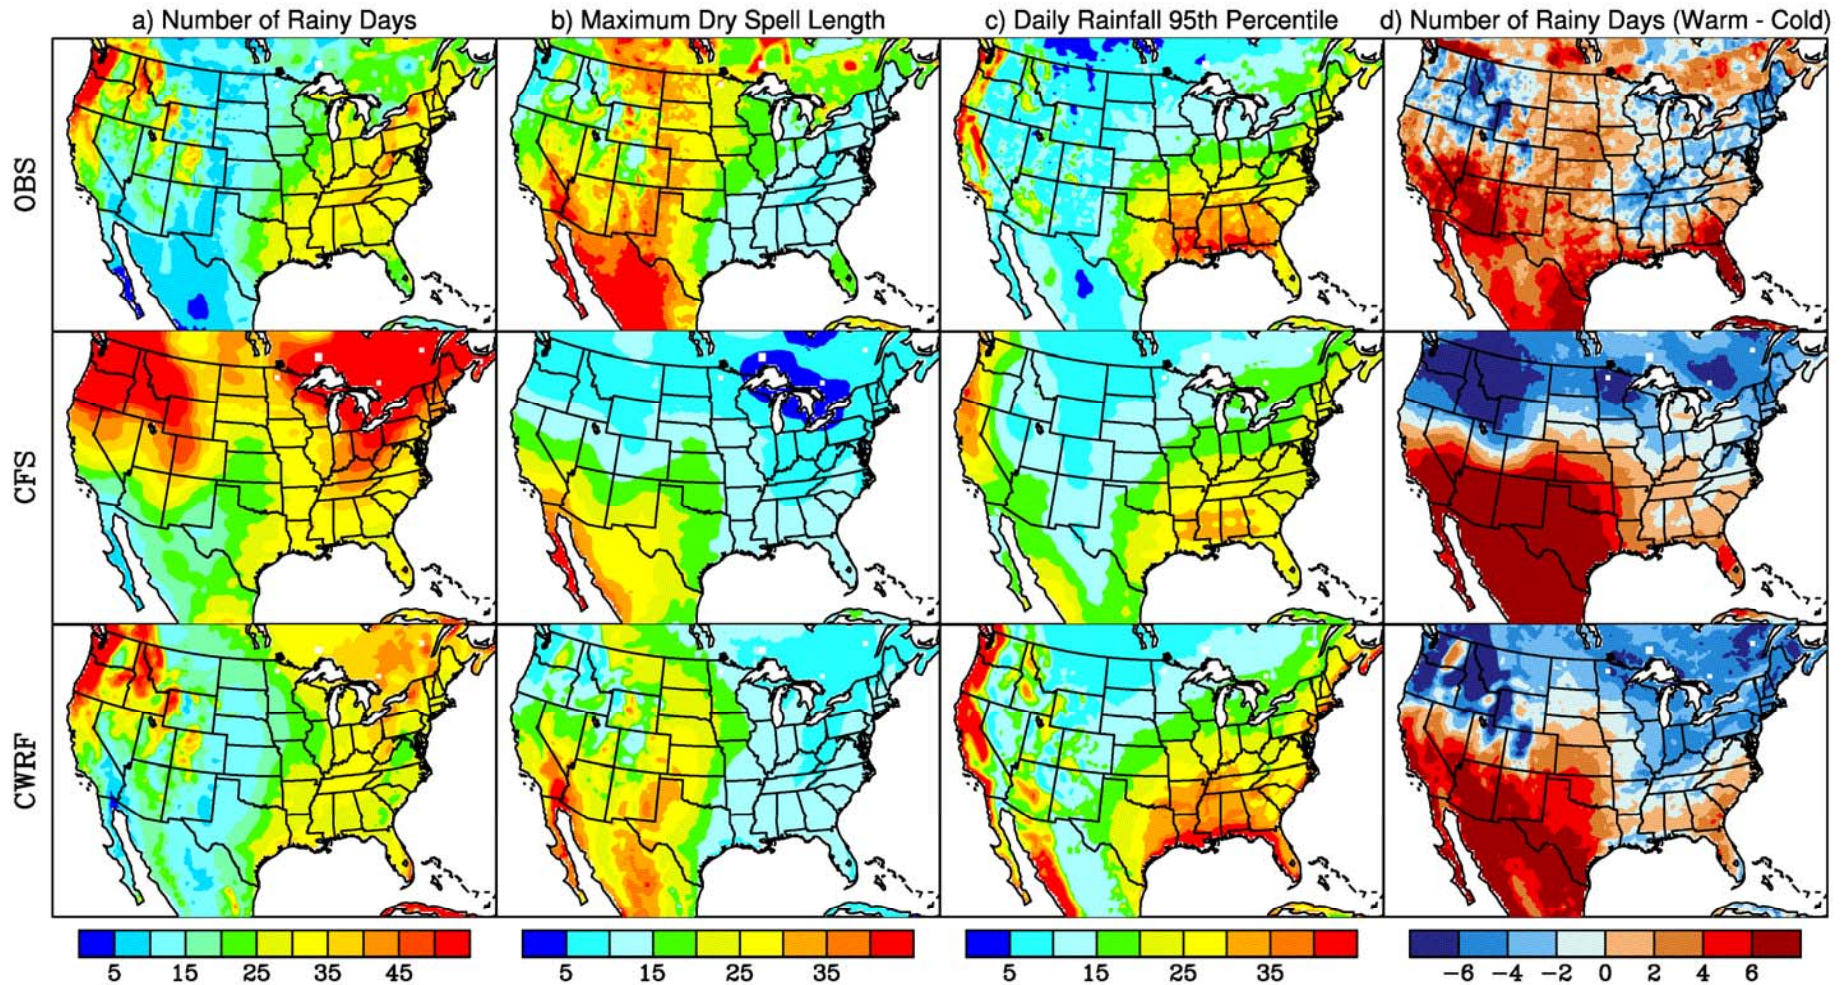 a) Number of Rainy Days
b) Maximum Dry Spell Length
c) Daily Rainfall 95th Percentile
d) Number of Rainy Days (Warm - Cold)
OBS
CFS
CWRF
5 15 25 35 45
5 15 25 35
5 15 25 35
-6 -4 -2 0 2 4 6